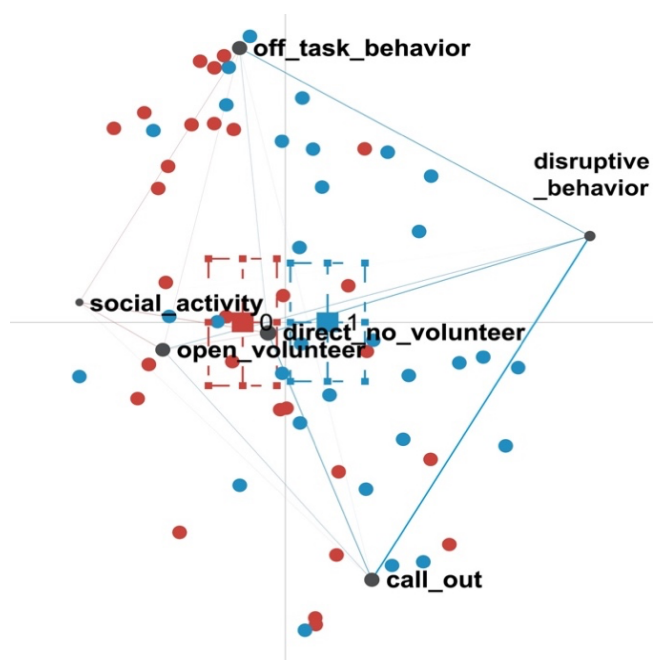 off_task_behavior
disruptive
_behavior
social_activity
0
1
direct_no_volunteer
open_volunteer
call_out